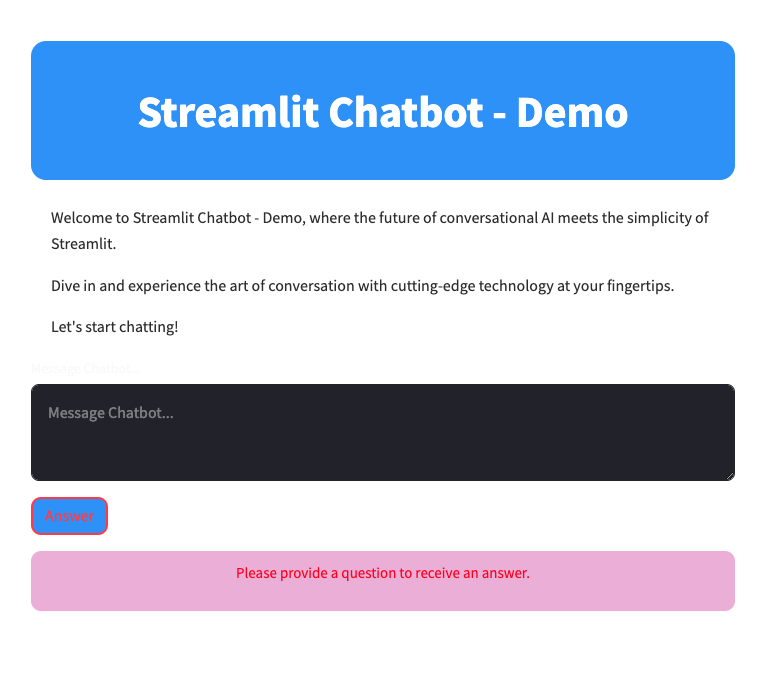 Streamlit Chatbot - Demo
Welcome to Streamlit Chatbot - Demo, where the future of conversational AI meets the simplicity of
Streamlit.
Dive in and experience the art of conversation with cutting-edge technology at your fingertips.
Let's start chatting!
Message Chatbot...
Message Chatbot...
Answer
Please provide a question to receive an answer.